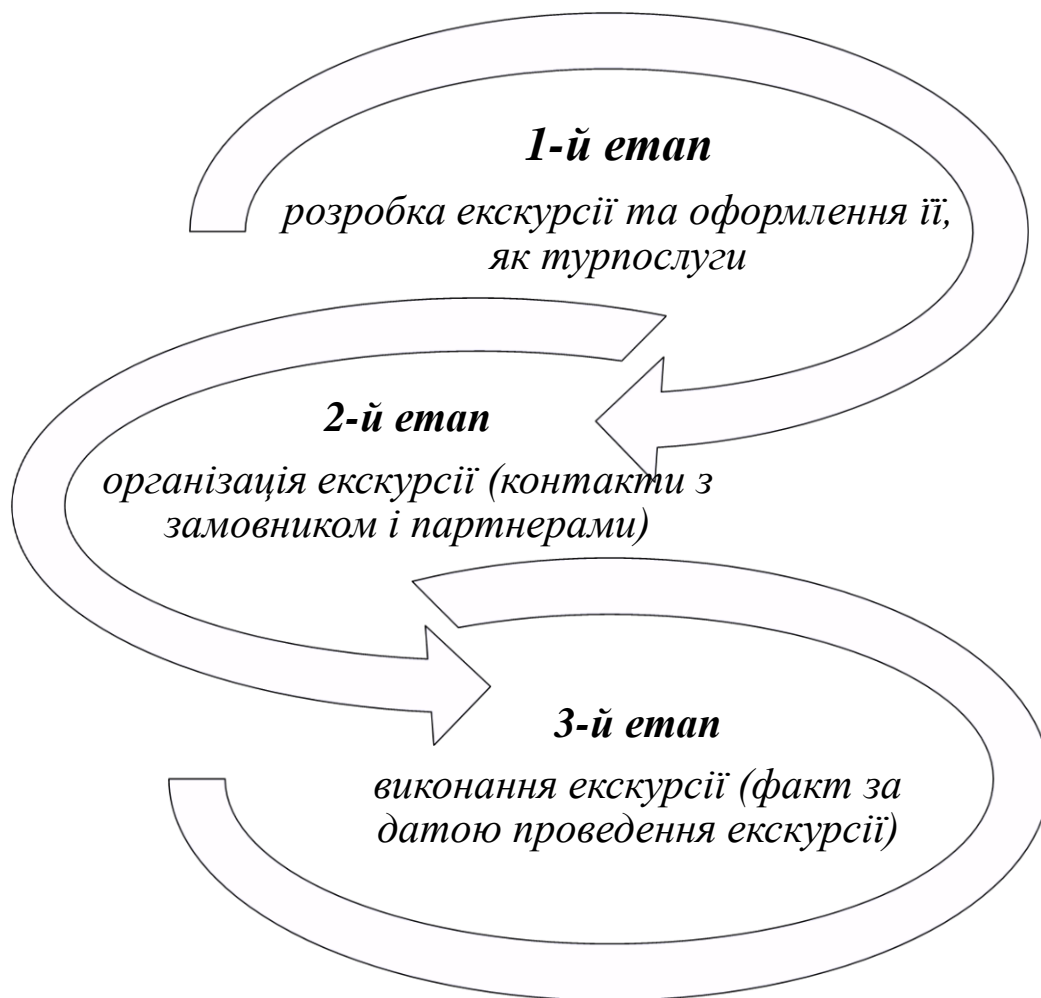 1-й етап
розробка екскурсії та оформлення її,
як турпослуги
2-й етап
організація екскурсії (контакти з
замовником і партнерами)
3-й етап
виконання екскурсії (факт за
датою проведення екскурсії)